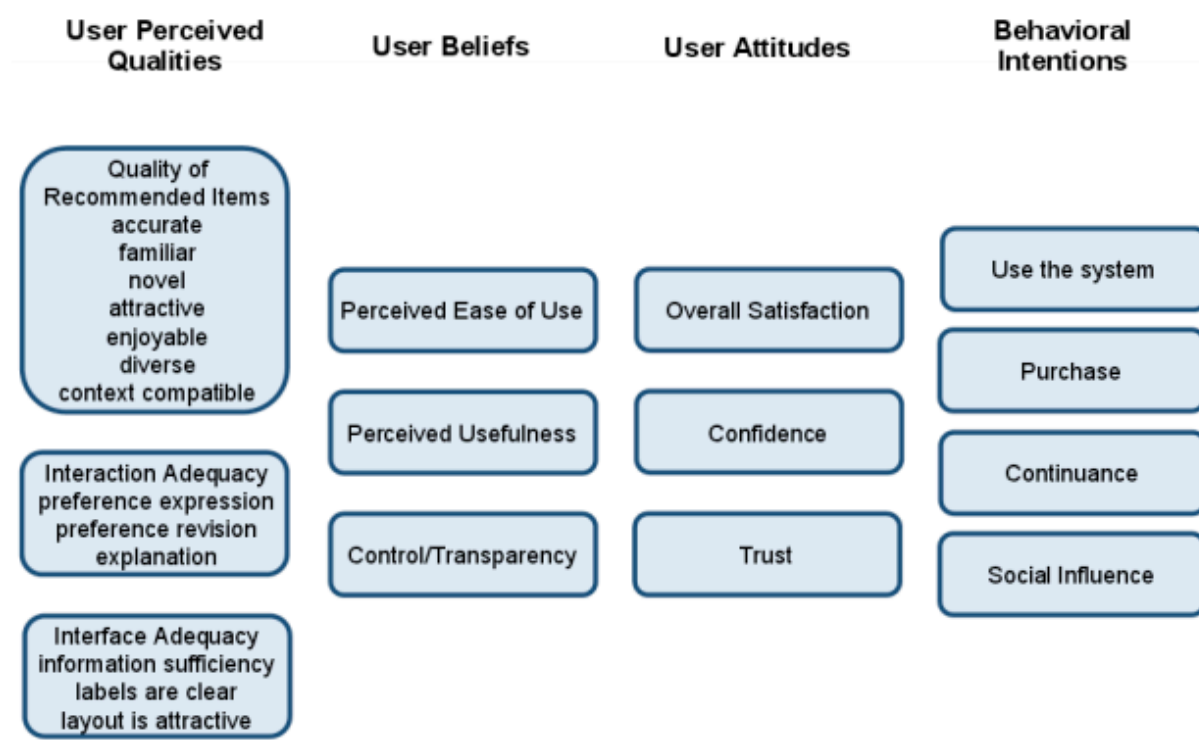 User Perceived
Qualities
User Beliefs
User Attitudes
Behavioral
Intentions
Quality of
Recommended Items
accurate
familiar
novel
attractive
enjoyable
diverse
context compatible
Interaction Adequacy
preference expression
preference revision
explanation
Interface Adequacy
information sufficiency
labels are clear
layout is attractive
Perceived Ease of Use
Perceived Usefulness
Control/Transparency
Overall Satisfaction
Confidence
Trust
Use the system
Purchase
Continuance
Social Influence